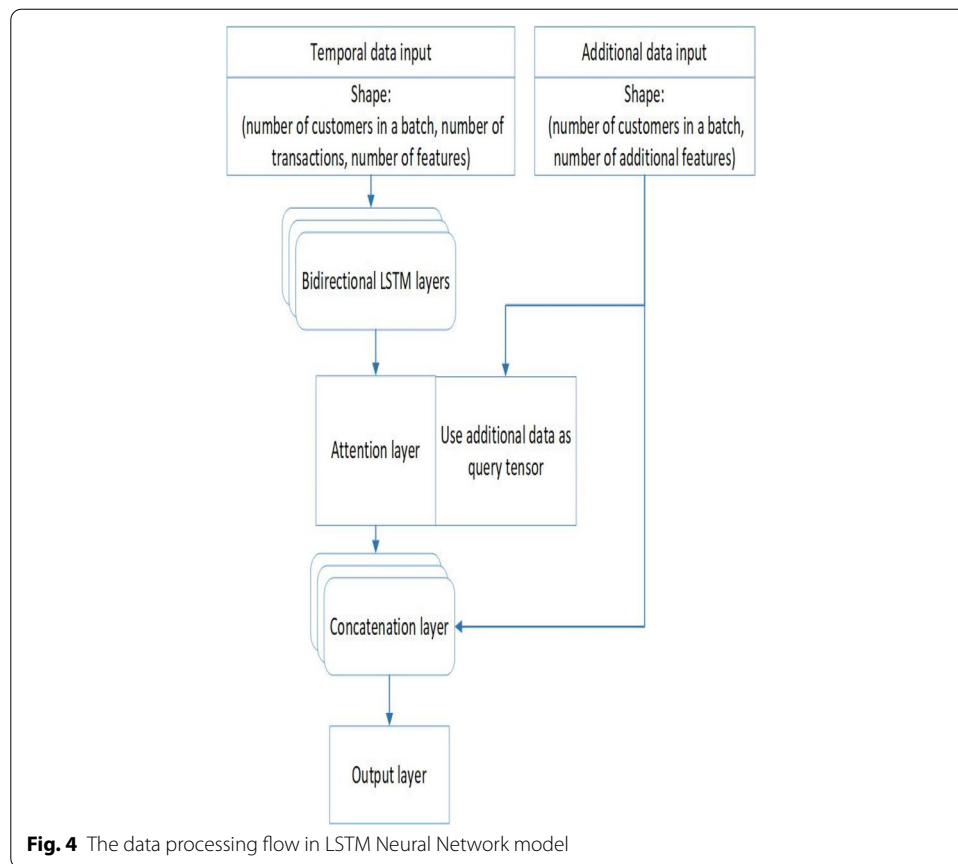 Temporal data input
Shape:
(number of customers in a batch, number of
transactions, number of features)
Additional data input
Shape:
(number of customers in a batch,
number of additional features)
Bidirectional LSTM layers
Attention layer
Use additional data as
query tensor
Concatenation layer
Output layer
Fig. 4 The data processing flow in LSTM Neural Network model